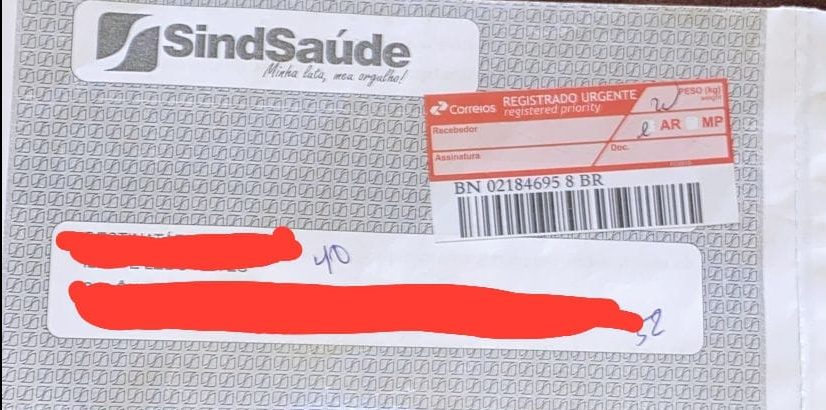 SindSaúde
Minha luta, meu orgulho!
Correios REGISTRADO URGENTE
registered priority
PESO (kg)
weight
Recebedor
AR MP
Assinatura
Doc.
BN 02184695 8 BR
40
52